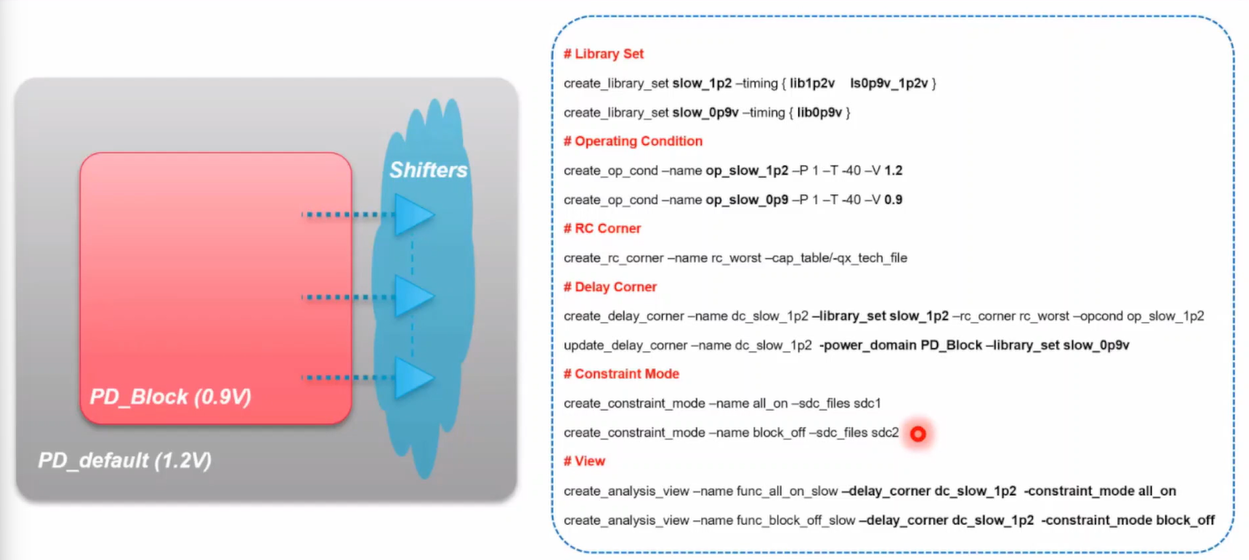 Shifters
PD_Block (0.9V)
PD_default (1.2V)
# Library Set
create_library_set slow_1p2 –timing { lib1p2v ls0p9v_1p2v }
create_library_set slow_0p9v –timing { lib0p9v }
# Operating Condition
create_op_cond –name op_slow_1p2 –P 1 –T -40 –V 1.2
create_op_cond –name op_slow_0p9 –P 1 –T -40 –V 0.9
# RC Corner
create_rc_corner –name rc_worst –cap_table/-qx_tech_file
# Delay Corner
create_delay_corner –name dc_slow_1p2 –library_set slow_1p2 –rc_corner rc_worst –opcond op_slow_1p2
update_delay_corner –name dc_slow_1p2 -power_domain PD_Block –library_set slow_0p9v
# Constraint Mode
create_constraint_mode –name all_on –sdc_files sdc1
create_constraint_mode –name block_off –sdc_files sdc2
# View
create_analysis_view –name func_all_on_slow –delay_corner dc_slow_1p2 -constraint_mode all_on
create_analysis_view –name func_block_off_slow –delay_corner dc_slow_1p2 -constraint_mode block_off